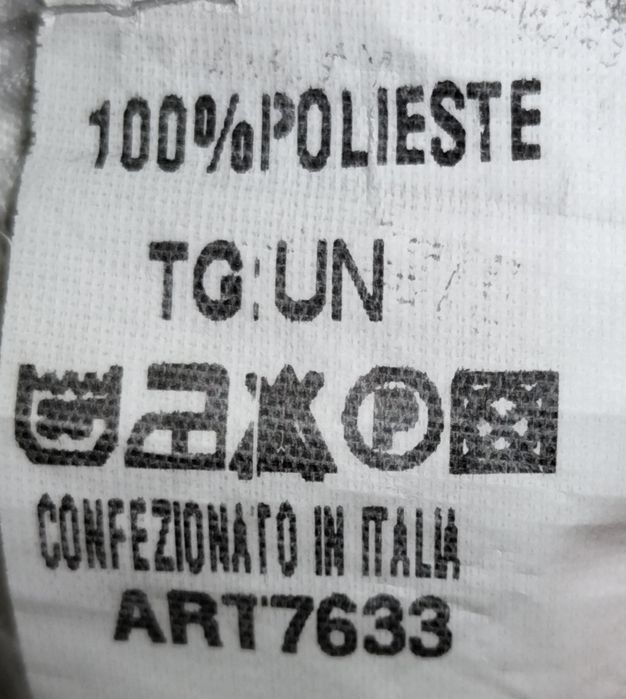 100%POLIESTE
TG:UN
P
CONFEZIONATO IN ITALIA
ART7633